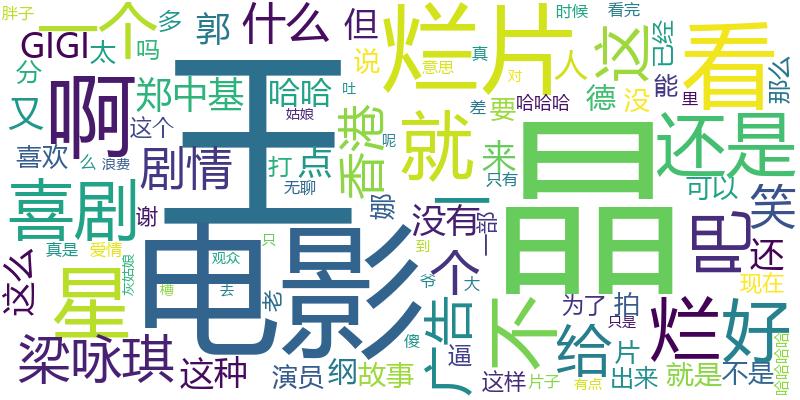 胖子
一个
多
郭
什么
但
烂片
时候
看完
GIGI
太
吗
说
意思
真
人
这
已经
看
那么
分
啊
王
郑中基
哈哈
吐
对
又
这个
姑娘
香港
就
差
要
哈哈哈
德
没
能
里
还是
喜欢
么
浪费
剧情
打
点
无聊
呢
来
只有
晶
可以
笑
喜剧
谢
娜
没有
一
耶
吧
还
真是
爱情
电影
观众
只
到
个
这么
星
灰姑娘
槽
去
老
爷
大
不
为了
拍
现在
烂
好
广告
给
只是
哈哈哈哈
梁咏琪
这种
演员
纲
故事
傻
逼
这样
片子
片
有点
出来
就是
不是